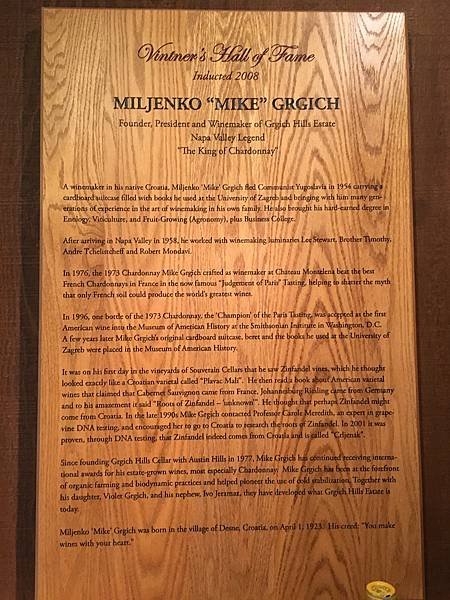 Vintner's Hall of Fame
Inducted 2008
MILJENKO "MIKE" GRGICH
Founder, President and Winemaker of Grgich Hills Estate
Napa Valley Legend
"The King of Chardonnay"
A winemaker in his native Croatia, Miljenko 'Mike' Grgich fled Communist Yugoslavia in 1954 carrying a
cardboard suitcase filled with books he used at the University of Zagreb and bringing with him many gen-
erations of experience in the art of winemaking in his own family. He also brought his hard-earned degree in
Enology, Viticulture, and Fruit-Growing (Agronomy), plus Business College.
After arriving in Napa Valley in 1958, he worked with winemaking luminaries Lee Stewart, Brother Timothy,
Andre Tchelistcheff and Robert Mondavi.
In 1976, the 1973 Chardonnay Mike Grgich crafted as winemaker at Chateau Montelena beat the best
French Chardonnays in France in the now famous "Judgement of Paris" Tasting, helping to shatter the myth
that only French soil could produce the world's greatest wines.
In 1996, one bottle of the 1973 Chardonnay, the 'Champion' of the Paris Tasting, was accepted as the first
American wine into the Museum of American History at the Smithsonian Institute in Washington, D.C.
A few years later Mike Grgich's original cardboard suitcase, beret and the books he used at the University of
Zagreb were placed in the Museum of American History.
It was on his first day in the vineyards of Souverain Cellars that he saw Zinfandel vines, which he thought
looked exactly like a Croatian varietal called "Plavac Mali". He then read a book about American varietal
wines that claimed that Cabernet Sauvignon came from France, Johannesburg Riesling came from Germany
and to his amazement it said "Roots of Zinfandel – 'unknown'". He thought that perhaps Zinfandel might
come from Croatia. In the late 1990s Mike Grgich contacted Professor Carole Meredith, an expert in grape-
vine DNA testing, and encouraged her to go to Croatia to research the roots of Zinfandel. In 2001 it was
proven, through DNA testing, that Zinfandel indeed comes from Croatia and is called "Crljenak".
Since founding Grgich Hills Cellar with Austin Hills in 1977, Mike Grgich has continued receiving interna-
tional awards for his estate-grown wines, most especially Chardonnay. Mike Grgich has been at the forefront
of organic farming and biodynamic practices and helped pioneer the use of cold stabilization. Together with
his daughter, Violet Grgich, and his nephew, Ivo Jeramaz, they have developed what Grgich Hills Estate is
today.
Miljenko 'Mike' Grgich was born in the village of Desne, Croatia, on April 1, 1923. His creed: "You make
wines with your heart."